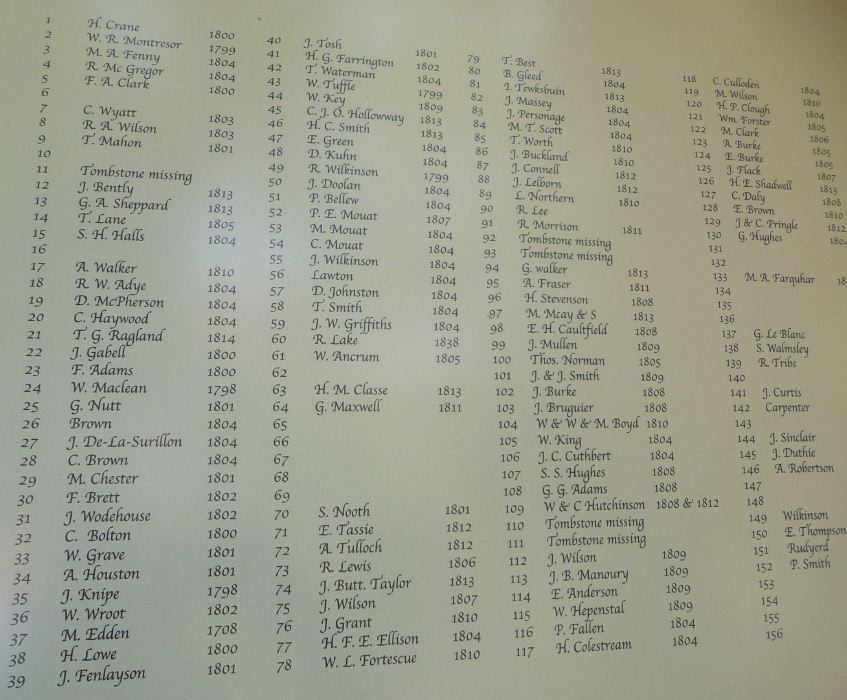 1 H. Crane 1800
2 W. R. Montresor 1799
3 M. A. Fenny 1804
4 R. Mc Gregor 1804
5 F. A. Clark 1800
6
7 C. Wyatt 1803
8 R. A. Wilson 1803
9 T. Mahon 1801
10
11 Tombstone missing
12 J. Bently 1813
13 G. A. Sheppard 1813
14 T. Lane 1805
15 S. H. Halls 1804
16
17 A. Walker 1810
18 R. W. Adye 1804
19 D. McPherson 1804
20 C. Haywood 1804
21 T. G. Ragland 1814
22 J. Gabell 1800
23 F. Adams 1800
24 W. Maclean 1798
25 G. Nutt 1801
26 Brown 1804
27 J. De-La-Surillon 1804
28 C. Brown 1804
29 M. Chester 1801
30 F. Brett 1802
31 J. Wodehouse 1802
32 C. Bolton 1800
33 W. Grave 1801
34 A. Houston 1801
35 J. Knipe 1798
36 W. Wroot 1802
37 M. Edden 1708
38 H. Lowe 1800
39 J. Fenlayson 1801
40 J. Tosh 1801
41 H. G. Farrington 1802
42 T. Waterman 1804
43 W. Tuffle 1799
44 W. Key 1809
45 C. J. O. Hollowway 1813
46 H. C. Smith 1813
47 E. Green 1804
48 D. Kuhn 1804
49 R. Wilkinson 1799
50 J. Doolan 1804
51 P. Bellew 1804
52 P. E. Mouat 1807
53 M. Mouat 1804
54 C. Mouat 1804
55 J. Wilkinson 1804
56 Lawton 1804
57 D. Johnston 1804
58 T. Smith 1804
59 J. W. Griffiths 1804
60 R. Lake 1838
61 W. Ancrum 1805
62
63 H. M. Classe 1813
64 G. Maxwell 1811
65
66
67
68
69
70 S. Nooth 1801
71 E. Tassie 1812
72 A. Tulloch 1812
73 R. Lewis 1806
74 J. Butt. Taylor 1813
75 J. Wilson 1807
76 J. Grant 1810
77 H. F. E. Ellison 1804
78 W. L. Fortescue 1810
79 T. Best 1813
80 B. Gleed 1804
81 J. Tewksbuin 1813
82 J. Massey 1804
83 J. Personage 1804
84 M. T. Scott 1804
85 T. Worth 1810
86 J. Buckland 1810
87 J. Connell 1812
88 J. Lelborn 1812
89 L. Northern 1810
90 R. Lee
91 R. Morrison 1811
92 Tombstone missing
93 Tombstone missing
94 G. walker 1813
95 A. Fraser 1811
96 H. Stevenson 1808
97 M. Mcay & S 1813
98 E. H. Caultfield 1808
99 J. Mullen 1809
100 Thos. Norman 1805
101 J. & J. Smith 1809
102 J. Burke 1808
103 J. Bruguier 1808
104 W & W & M. Boyd 1810
105 W. King 1804
106 J. C. Cuthbert 1804
107 S. S. Hughes 1808
108 G. G. Adams 1808
109 W & C Hutchinson 1808 & 1812
110 Tombstone missing
111 Tombstone missing
112 J. Wilson 1809
113 J. B. Manoury 1809
114 E. Anderson 1809
115 W. Hepenstal 1809
116 P. Fallen 1804
117 H. Colestream 1804
118 C. Culloden 1804
119 M. Wilson 1810
120 H. P. Clough 1804
121 Wm. Forster 1805
122 M. Clark 1806
123 A. Burke 1805
124 E. Burke 1805
125 J. Flack 1807
126 H. E. Shadwell 1813
127 C. Daly 1808
128 E. Brown 1810
129 J & C. Pringle 1812
130 G. Hughes 180
131
132
133 M. A. Farquhar 18
134
135
136
137 G. Le Blanc
138 S. Walmsley
139 R. Tribe
140
141 J. Curtis
142 Carpenter
143
144 J. Sinclair
145 J. Duthie
146 A. Robertson
147
148
149 Wilkinson
150 E. Thompson
151 Rudyerd
152 P. Smith
153
154
155
156